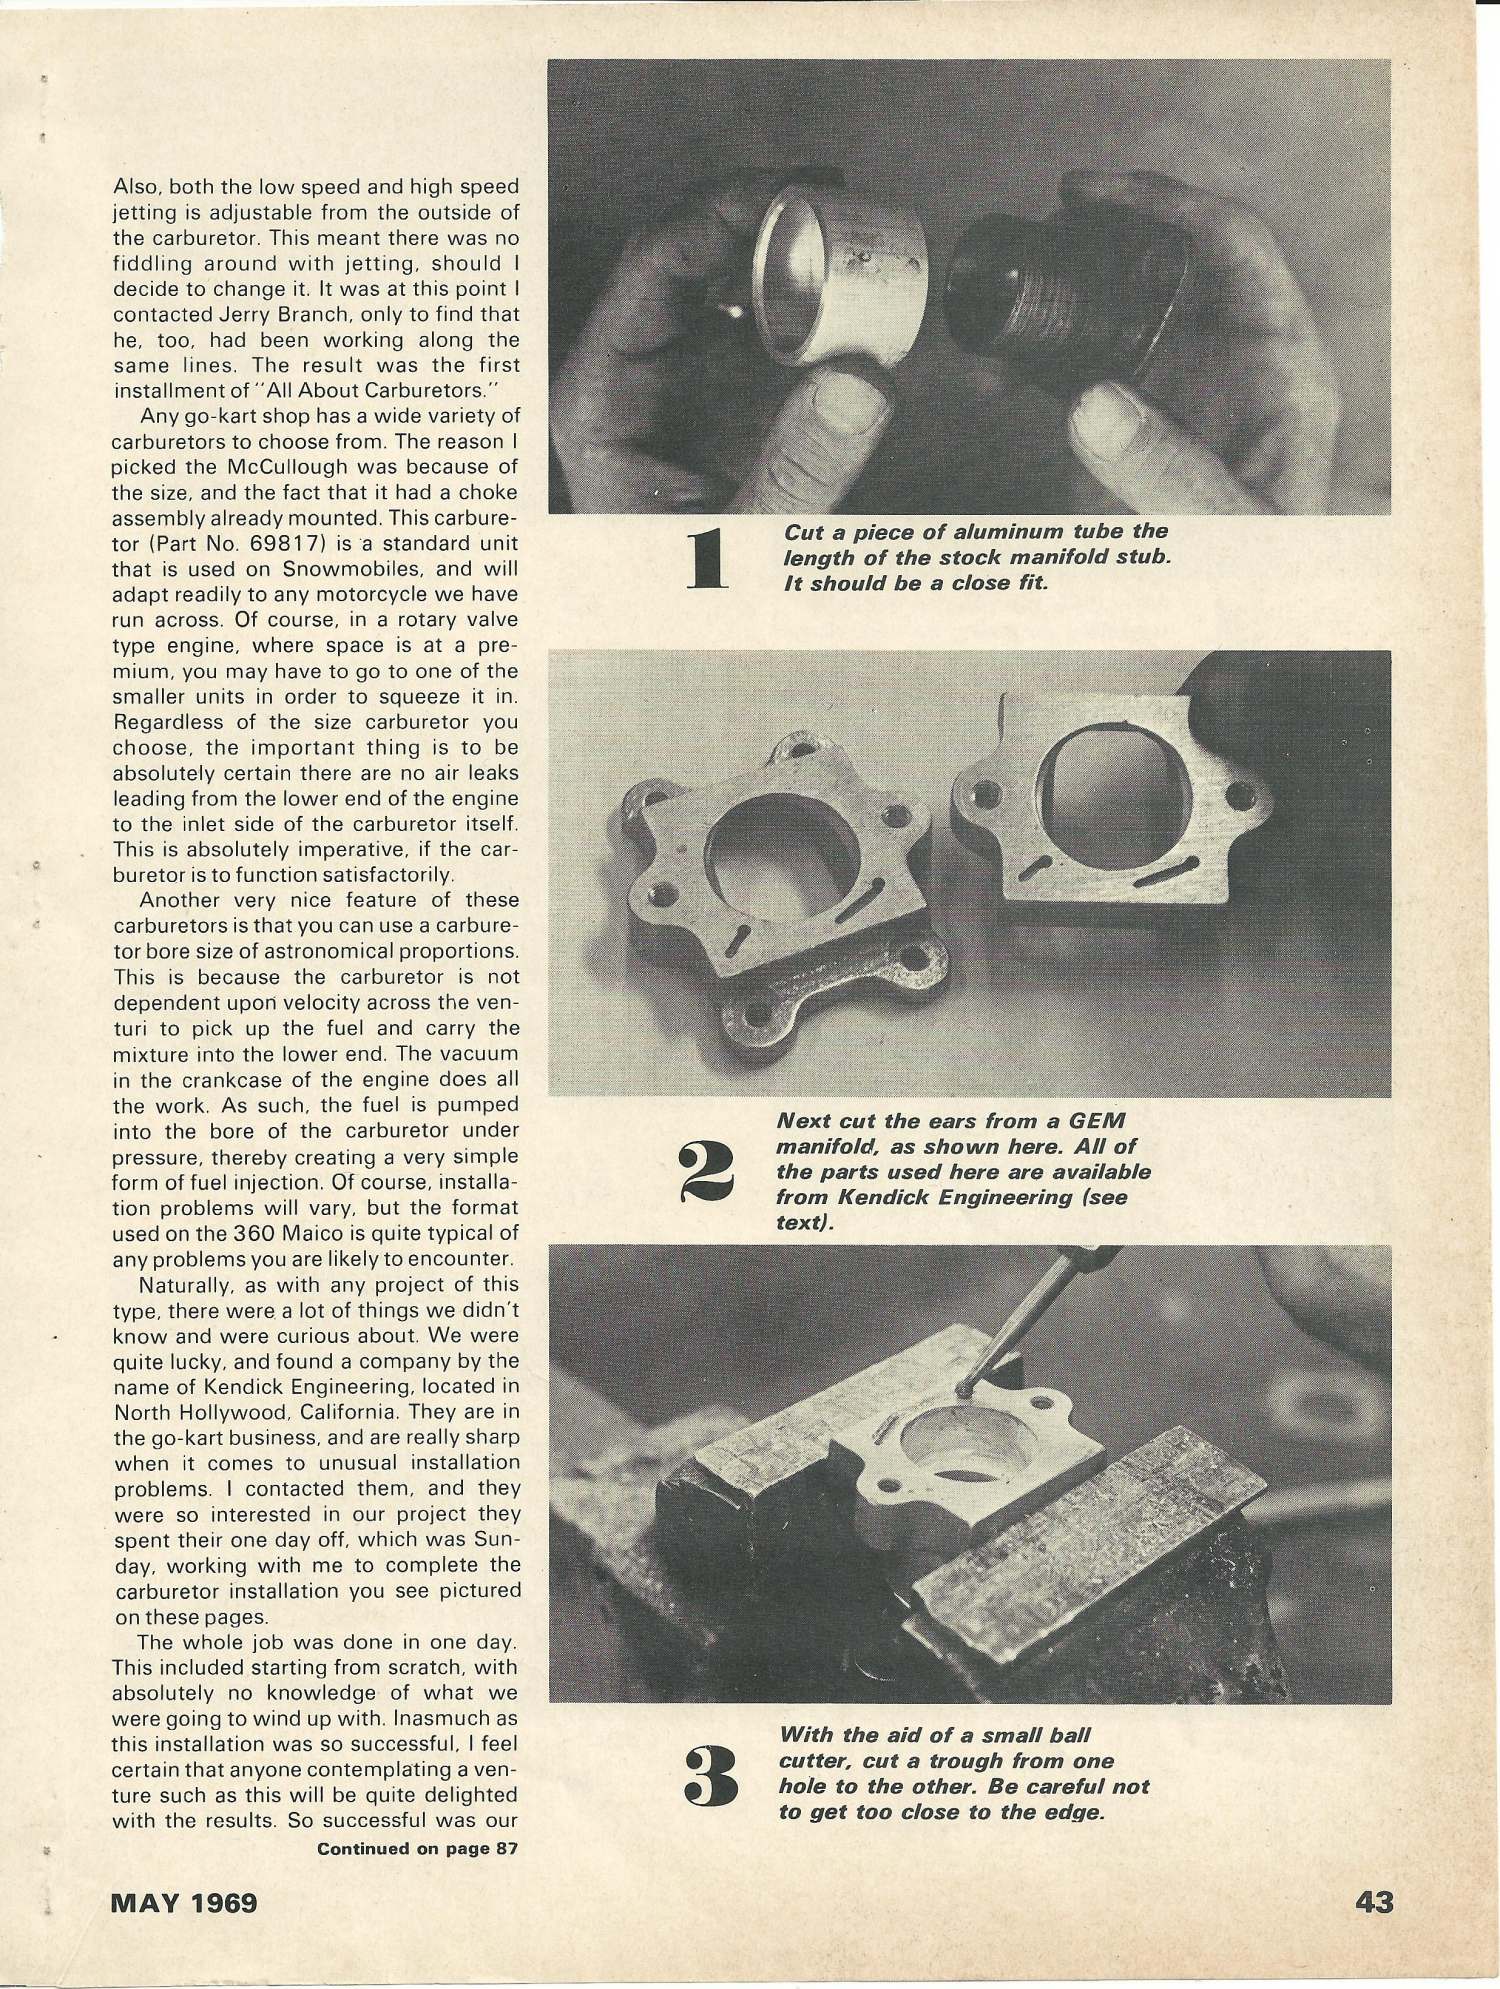 Also, both the low speed and high speed
jetting is adjustable from the outside of
the carburetor. This meant there was no
fiddling around with jetting, should I
decide to change it. It was at this point I
contacted Jerry Branch, only to find that
he, too, had been working along the
same lines. The result was the first
installment of "All About Carburetors."
Any go-kart shop has a wide variety of
carburetors to choose from. The reason I
picked the McCullough was because of
the size, and the fact that it had a choke
assembly already mounted. This carbure-
tor (Part No. 69817) is a standard unit
that is used on Snowmobiles, and will
adapt readily to any motorcycle we have
run across. Of course, in a rotary valve
type engine, where space is at a pre-
mium, you may have to go to one of the
smaller units in order to squeeze it in.
Regardless of the size carburetor you
choose, the important thing is to be
absolutely certain there are no air leaks
leading from the lower end of the engine
to the inlet side of the carburetor itself.
This is absolutely imperative, if the car-
buretor is to function satisfactorily.
Another very nice feature of these
carburetors is that you can use a carbure-
tor bore size of astronomical proportions.
This is because the carburetor is not
dependent upon velocity across the ven-
turi to pick up the fuel and carry the
mixture into the lower end. The vacuum
in the crankcase of the engine does all
the work. As such, the fuel is pumped
into the bore of the carburetor under
pressure, thereby creating a very simple
form of fuel injection. Of course, installa-
tion problems will vary, but the format
used on the 360 Maico is quite typical of
any problems you are likely to encounter.
Naturally, as with any project of this
type, there were a lot of things we didn't
know and were curious about. We were
quite lucky, and found a company by the
name of Kendick Engineering, located in
North Hollywood, California. They are in
the go-kart business, and are really sharp
when it comes to unusual installation
problems. I contacted them, and they
were so interested in our project they
spent their one day off, which was Sun-
day, working with me to complete the
carburetor installation you see pictured
on these pages.
The whole job was done in one day.
This included starting from scratch, with
absolutely no knowledge of what we
were going to wind up with. Inasmuch as
this installation was so successful, I feel
certain that anyone contemplating a ven-
ture such as this will be quite delighted
with the results. So successful was our
Continued on page 87
1
Cut a piece of aluminum tube the
length of the stock manifold stub.
It should be a close fit.
2
Next cut the ears from a GEM
manifold, as shown here. All of
the parts used here are available
from Kendick Engineering (see
text).
3
With the aid of a small ball
cutter, cut a trough from one
hole to the other. Be careful not
to get too close to the edge.
MAY 1969
43